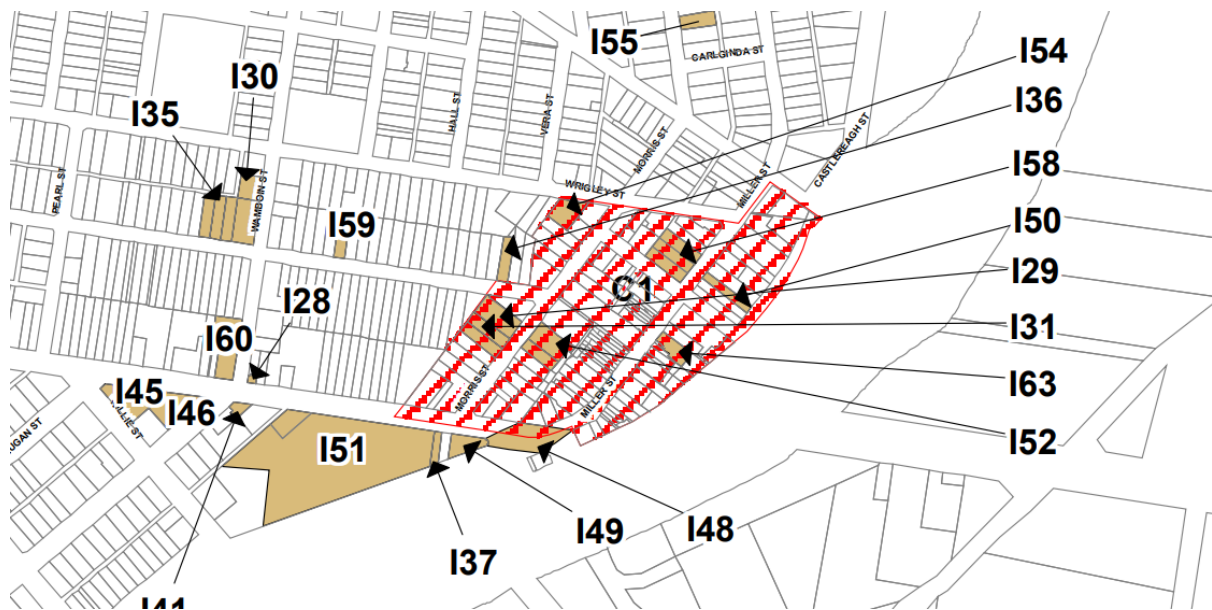 I55
CARLGINDA ST
I54
I30
I36
I35
HALL ST
VERA ST
MORRIS ST
CASTLEREAGH ST
I58
WRIGLEY ST
MILLER ST
PEARL ST
WAMBOIN ST
I59
I50
I29
C1
I28
I31
I60
I63
I45
MORRIS ST
MILLER ST
I46
I52
I51
I49
I48
I37
I41